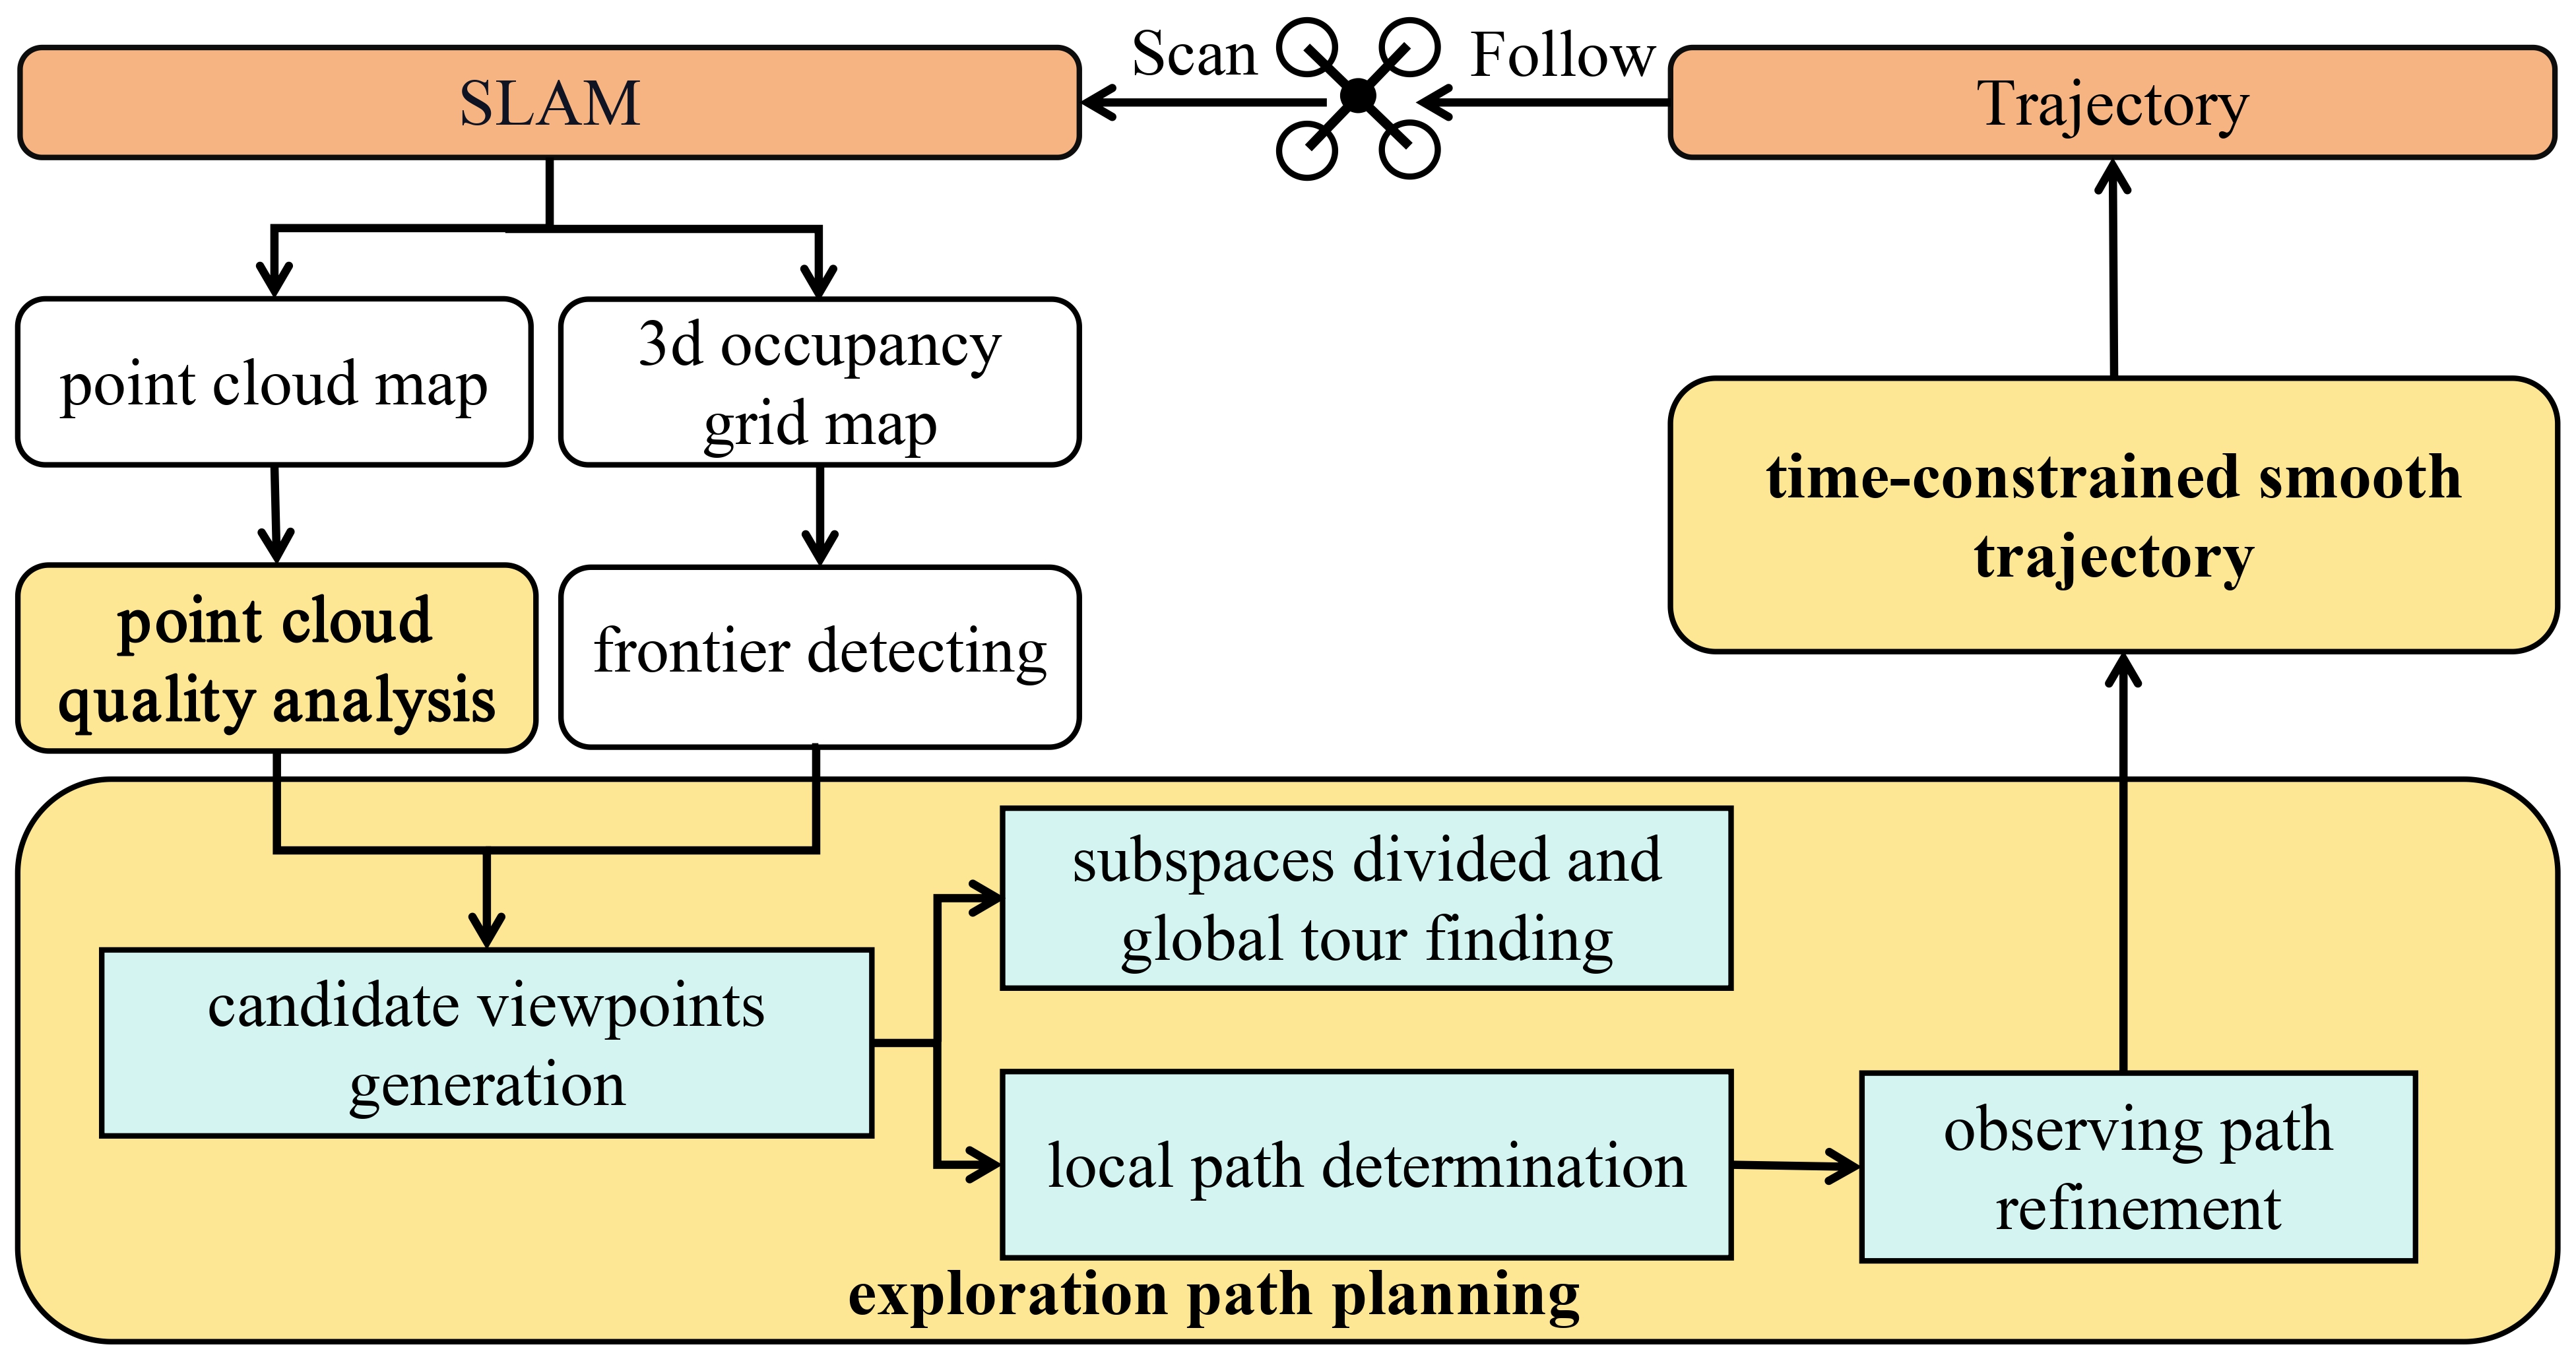 SLAM
Scan
Follow
Trajectory
point cloud map
3d occupancy
grid map
point cloud
quality analysis
frontier detecting
time-constrained smooth
trajectory
candidate viewpoints
generation
subspaces divided and
global tour finding
local path determination
observing path
refinement
exploration path planning